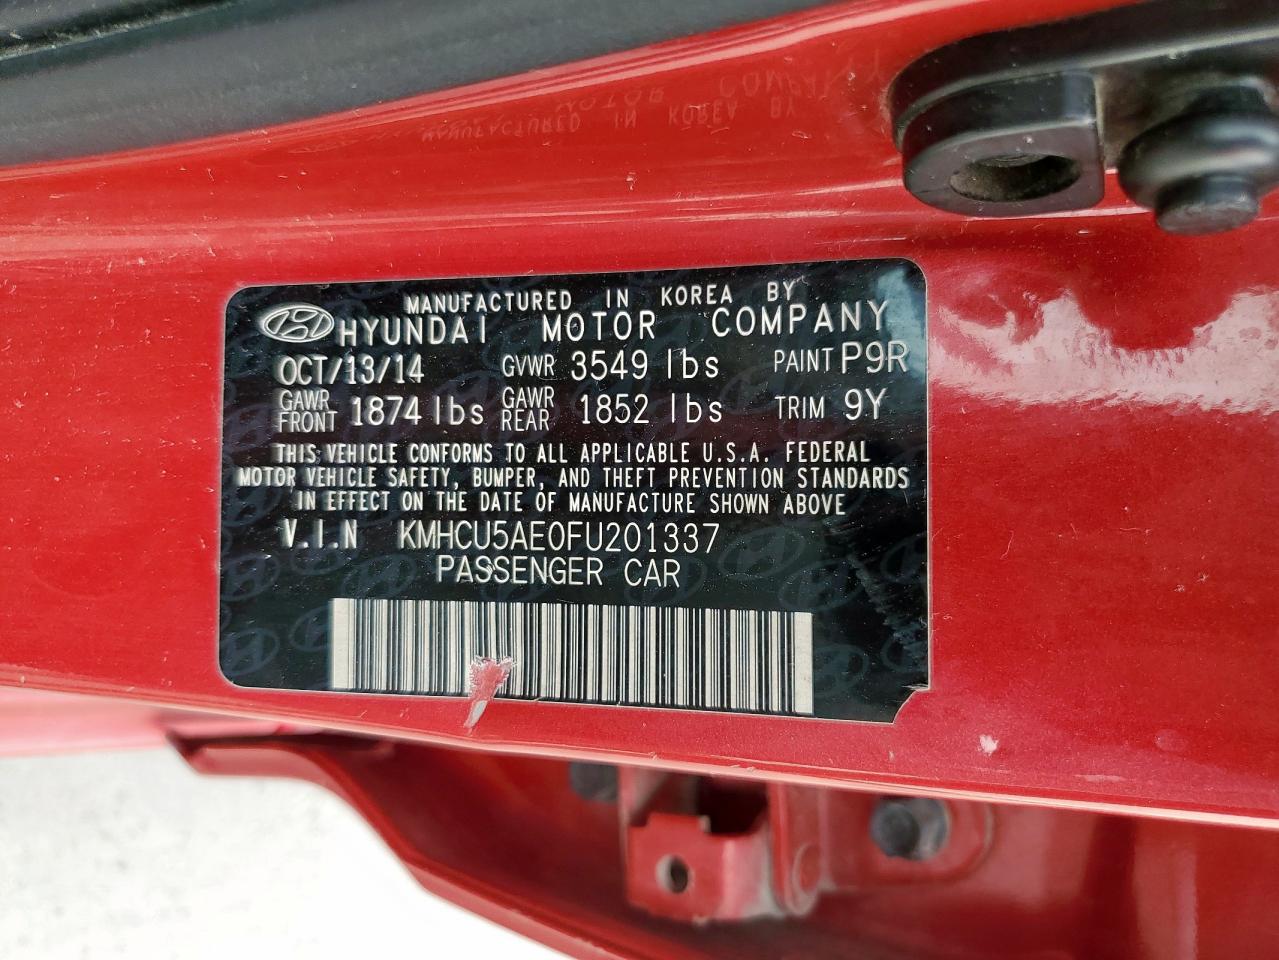 MANUFACTURED IN KOREA BY
HYUNDAI MOTOR COMPANY
OCT/13/14 GVWR 3549 lbs PAINT P9R
GAWR FRONT 1874 lbs GAWR REAR 1852 lbs TRIM 9Y
THIS VEHICLE CONFORMS TO ALL APPLICABLE U.S.A. FEDERAL
MOTOR VEHICLE SAFETY, BUMPER, AND THEFT PREVENTION STANDARDS
IN EFFECT ON THE DATE OF MANUFACTURE SHOWN ABOVE
V.I.N KMHCU5AE0FU201337
PASSENGER CAR